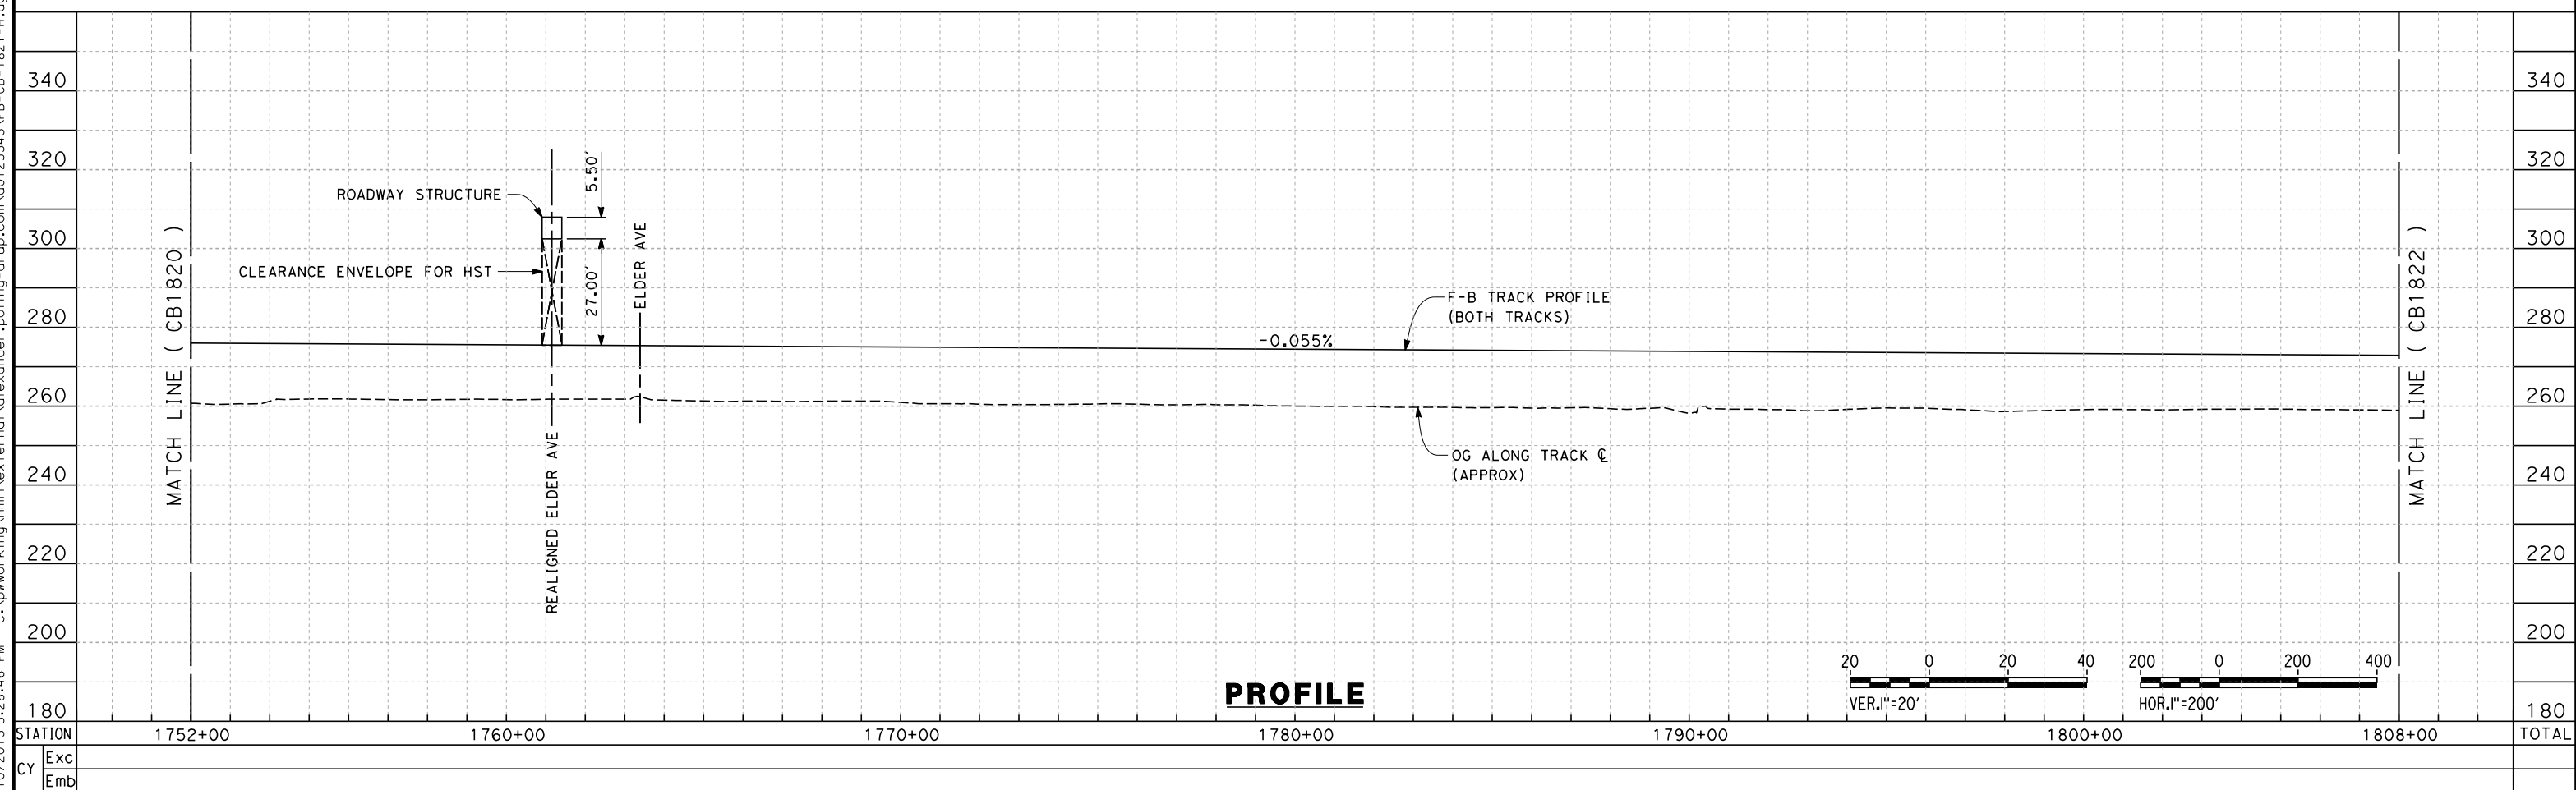 340
320
300
280
260
240
220
200
180
340
320
300
280
260
240
220
200
180
MATCH LINE ( CB1820 )
ROADWAY STRUCTURE
CLEARANCE ENVELOPE FOR HST
5.50'
27.00'
ELDER AVE
REALIGNED ELDER AVE
-0.055%
F-B TRACK PROFILE
(BOTH TRACKS)
OG ALONG TRACK ℄
(APPROX)
MATCH LINE ( CB1822 )
PROFILE
20 0 20 40
VER.1"=20'
200 0 200 400
HOR.1"=200'
STATION 1752+00 1760+00 1770+00 1780+00 1790+00 1800+00 1808+00 TOTAL
CY
Exc
Emb